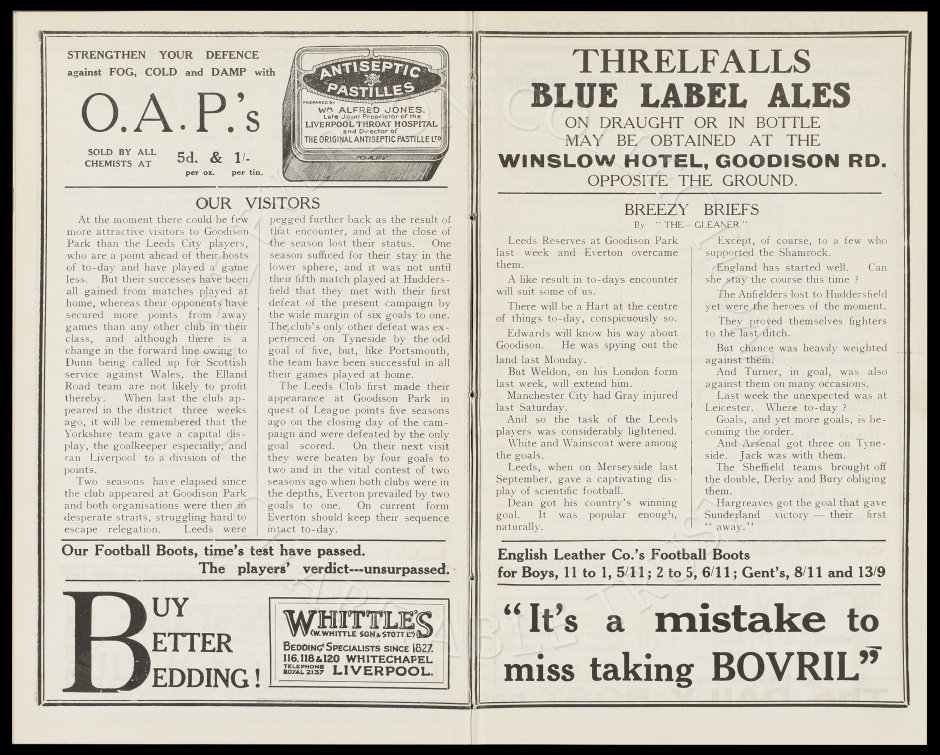 STRENGTHEN YOUR DEFENCE
against FOG, COLD and DAMP with
O.A.P.'s
SOLD BY ALL
CHEMISTS AT
5d. & 1/-
per oz. per tin.
ANTISEPTIC
PASTILLES
PREPARED BY
WM ALFRED JONES.
Late Joint Proprietor of the
LIVERPOOL THROAT HOSPITAL
and Director of
THE ORIGINAL ANTISEPTIC PASTILLE LTD
"O.A.P.'s"
OUR VISITORS
At the moment there could be few
more attractive visitors to Goodison
Park than the Leeds City players,
who are a point ahead of their hosts
of to-day and have played a game
less. But their successes have been
all gained from matches played at
home, whereas their opponents have
secured more points from away
games than any other club in their
class, and although there is a
change in the forward line owing to
Dunn being called up for Scottish
service against Wales, the Elland
Road team are not likely to profit
thereby. When last the club ap-
peared in the district three weeks
ago, it will be remembered that the
Yorkshire team gave a capital dis-
play, the goalkeeper especially, and
ran Liverpool to a division of the
points.
Two seasons have elapsed since
the club appeared at Goodison Park
and both organisations were then in
desperate straits, struggling hard to
escape relegation. Leeds were
pegged further back as the result of
that encounter, and at the close of
the season lost their status. One
season sufficed for their stay in the
lower sphere, and it was not until
their fifth match played at Hudders-
field that they met with their first
defeat of the present campaign by
the wide margin of six goals to one.
The club's only other defeat was ex-
perienced on Tyneside by the odd
goal of five, but, like Portsmouth,
the team have been successful in all
their games played at home.
The Leeds Club first made their
appearance at Goodison Park in
quest of League points five seasons
ago on the closing day of the cam-
paign and were defeated by the only
goal scored. On their next visit
they were beaten by four goals to
two and in the vital contest of two
seasons ago when both clubs were in
the depths, Everton prevailed by two
goals to one. On current form
Everton should keep their sequence
intact to-day.
Our Football Boots, time's test have passed.
The players' verdict---unsurpassed.
BUY
BETTER
BEDDING!
WHITTLE'S
(W. WHITTLE SON & STOTT LTD)
BEDDING SPECIALISTS SINCE 1827.
116, 118 & 120 WHITECHAPEL
TELEPHONE
ROYAL 2137
LIVERPOOL.
THRELFALLS
BLUE LABEL ALES
ON DRAUGHT OR IN BOTTLE
MAY BE OBTAINED AT THE
WINSLOW HOTEL, GOODISON RD.
OPPOSITE THE GROUND.
BREEZY BRIEFS
By "THE GLEANER."
Leeds Reserves at Goodison Park
last week and Everton overcame
them.
A like result in to-days encounter
will suit some of us.
There will be a Hart at the centre
of things to-day, conspicuously so.
Edwards will know his way about
Goodison. He was spying out the
land last Monday.
But Weldon, on his London form
last week, will extend him.
Manchester City had Gray injured
last Saturday.
And so the task of the Leeds
players was considerably lightened.
White and Wainscoat were among
the goals.
Leeds, when on Merseyside last
September, gave a captivating dis-
play of scientific football.
Dean got his country's winning
goal. It was popular enough,
naturally.
Except, of course, to a few who
supported the Shamrock.
England has started well. Can
she stay the course this time ?
The Anfielders lost to Huddersfield
yet were the heroes of the moment.
They proved themselves fighters
to the last ditch.
But chance was heavily weighted
against them.
And Turner, in goal, was also
against them on many occasions.
Last week the unexpected was at
Leicester. Where to-day ?
Goals, and yet more goals, is be-
coming the order.
And Arsenal got three on Tyne-
side. Jack was with them.
The Sheffield teams brought off
the double, Derby and Bury obliging
them.
Hargreaves got the goal that gave
Sunderland victory — their first
"away."
English Leather Co.'s Football Boots
for Boys, 11 to 1, 5/11; 2 to 5, 6/11; Gent's, 8/11 and 13/9
"It's a mistake to
miss taking BOVRIL"